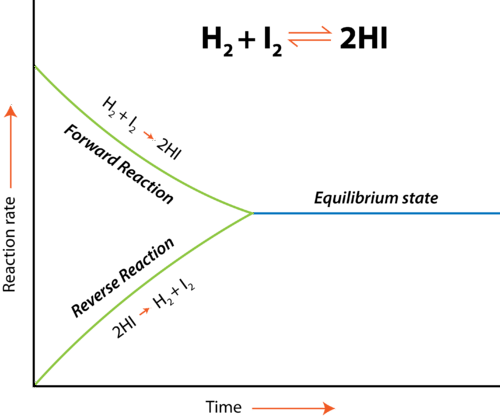 H₂ + I₂ ⇌ 2HI
H₂ + I₂ → 2HI
Forward Reaction
Equilibrium state
Reaction rate →
Reverse Reaction
2HI → H₂ + I₂
Time →